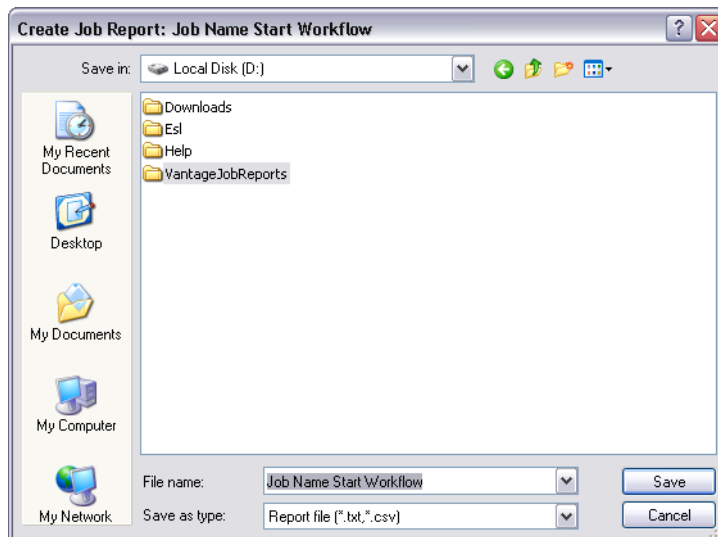 Create Job Report: Job Name Start Workflow
Save in:
Local Disk (D:)
My Recent
Documents
Desktop
My Documents
My Computer
My Network
Downloads
Esl
Help
VantageJobReports
File name:
Job Name Start Workflow
Save
Save as type:
Report file (*.txt,*.csv)
Cancel